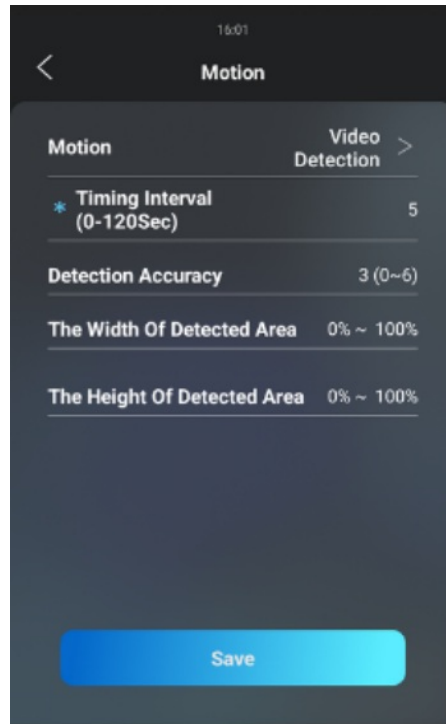 16:01
Motion
Motion
Video
Detection
* Timing Interval
(0-120Sec)
5
Detection Accuracy
3 (0~6)
The Width Of Detected Area
0% ~ 100%
The Height Of Detected Area
0% ~ 100%
Save